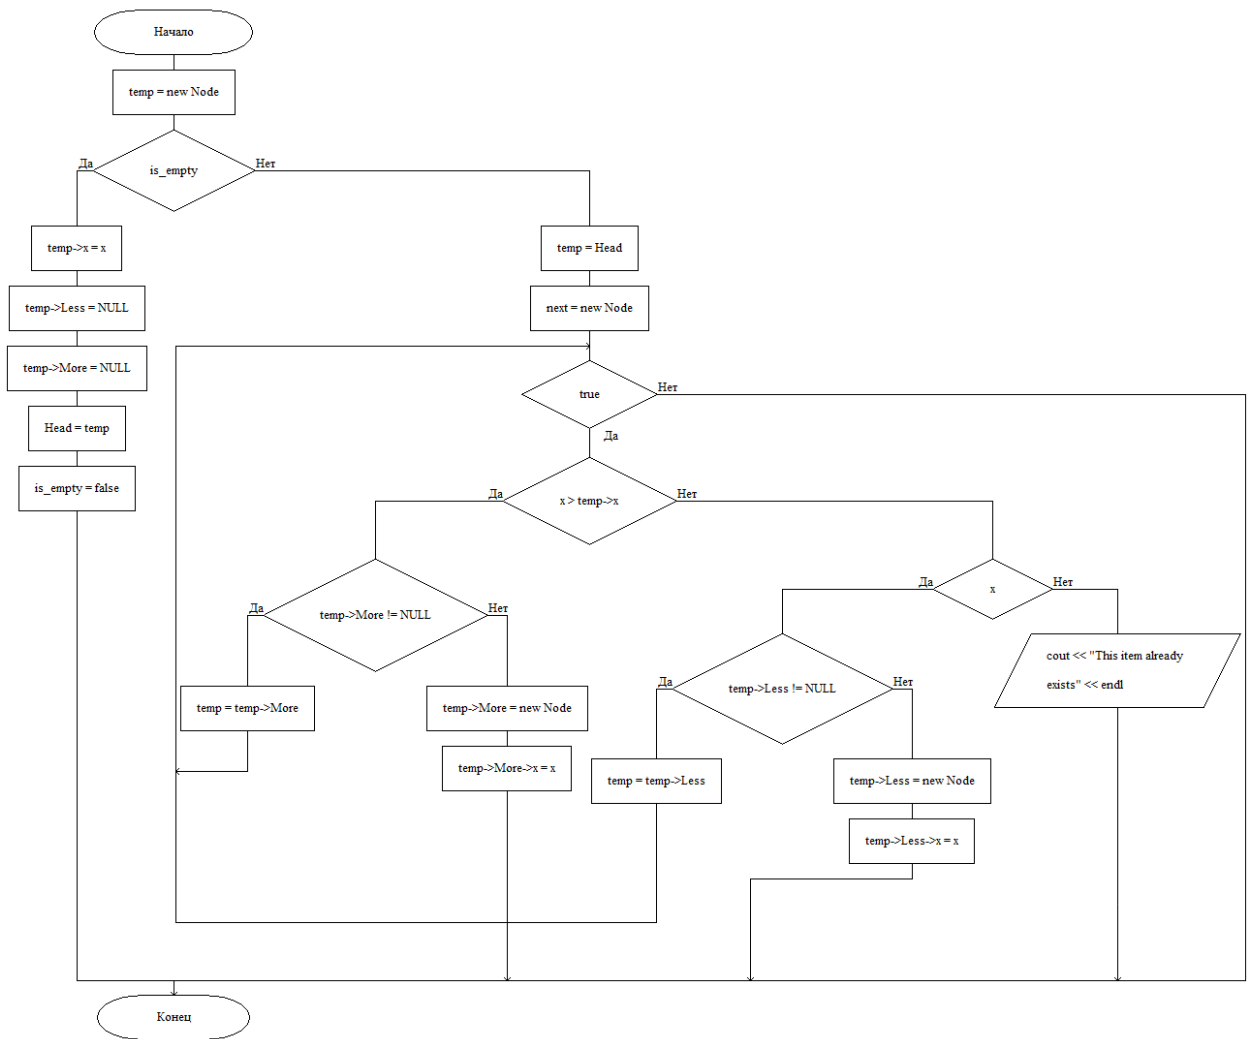 Начало
temp = new Node
is_empty
Да
Нет
temp->x = x
temp->Less = NULL
temp->More = NULL
Head = temp
is_empty = false
temp = Head
next = new Node
true
Нет
Да
x > temp->x
Да
Нет
temp->More != NULL
Да
Нет
temp = temp->More
temp->More = new Node
temp->More->x = x
x
Да
Нет
temp->Less != NULL
Да
Нет
temp = temp->Less
temp->Less = new Node
temp->Less->x = x
cout << "This item already
exists" << endl
Конец